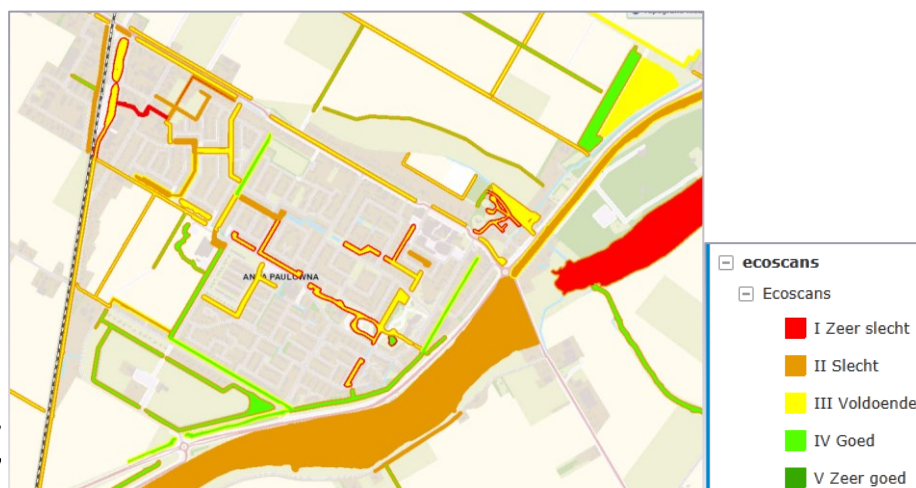 ANNA PAULOWNA
ecoscans
Ecoscans
I Zeer slecht
II Slecht
III Voldoende
IV Goed
V Zeer goed